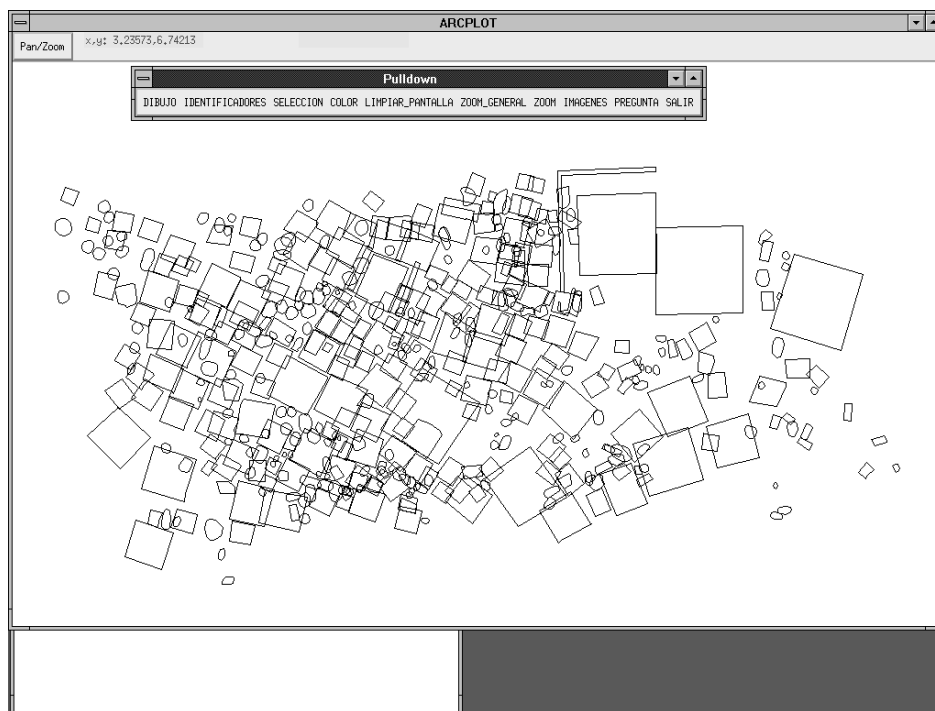 ARCPLOT
Pan/Zoom
x,y: 3.23573,6.74213
Pulldown
DIBUJO IDENTIFICADORES SELECCION COLOR LIMPIAR_PANTALLA ZOOM_GENERAL ZOOM IMAGENES PREGUNTA SALIR